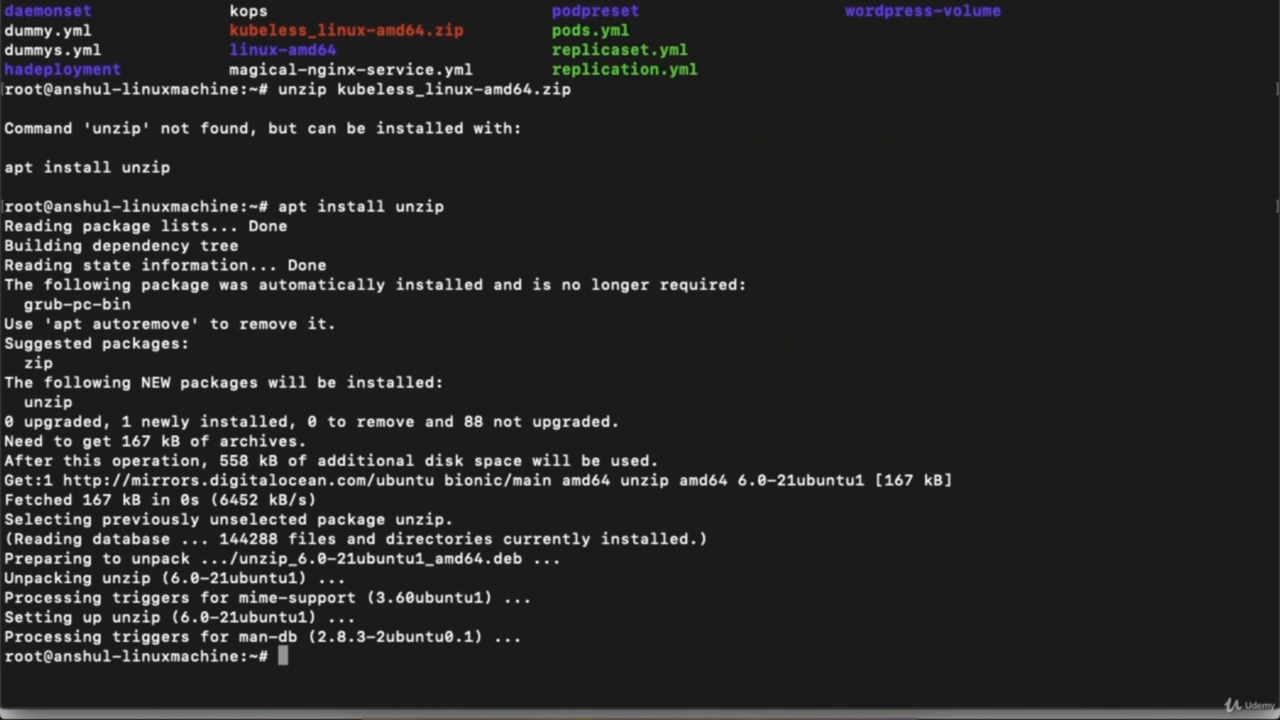 daemonset kops podpreset wordpress-volume
dummy.yml kubeless_linux-amd64.zip pods.yml
dummys.yml linux-amd64 replicaset.yml
hadeployment magical-nginx-service.yml replication.yml
root@anshul-linuxmachine:~# unzip kubeless_linux-amd64.zip
Command 'unzip' not found, but can be installed with:
apt install unzip
root@anshul-linuxmachine:~# apt install unzip
Reading package lists... Done
Building dependency tree
Reading state information... Done
The following package was automatically installed and is no longer required:
grub-pc-bin
Use 'apt autoremove' to remove it.
Suggested packages:
zip
The following NEW packages will be installed:
unzip
0 upgraded, 1 newly installed, 0 to remove and 88 not upgraded.
Need to get 167 kB of archives.
After this operation, 558 kB of additional disk space will be used.
Get:1 http://mirrors.digitalocean.com/ubuntu bionic/main amd64 unzip amd64 6.0-21ubuntu1 [167 kB]
Fetched 167 kB in 0s (6452 kB/s)
Selecting previously unselected package unzip.
(Reading database ... 144288 files and directories currently installed.)
Preparing to unpack .../unzip_6.0-21ubuntu1_amd64.deb ...
Unpacking unzip (6.0-21ubuntu1) ...
Processing triggers for mime-support (3.60ubuntu1) ...
Setting up unzip (6.0-21ubuntu1) ...
Processing triggers for man-db (2.8.3-2ubuntu0.1) ...
root@anshul-linuxmachine:~#
Udemy